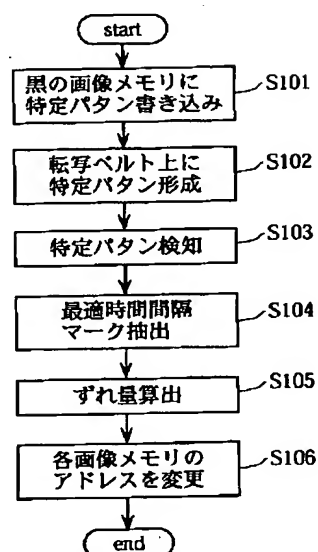 start
黒の画像メモリに
特定パタン書き込み
S101
転写ベルト上に
特定パタン形成
S102
特定パタン検知
S103
最適時間間隔
マーク抽出
S104
ずれ量算出
S105
各画像メモリの
アドレスを変更
S106
end